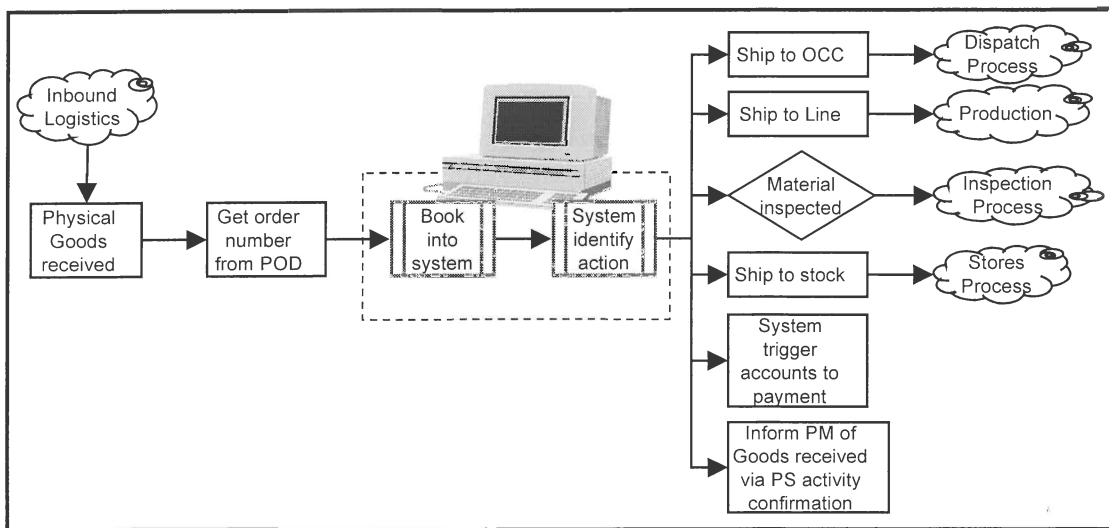 Inbound
Logistics
Physical
Goods
received
Get order
number
from POD
Book
into
system
System
identify
action
Ship to OCC
Dispatch
Process
Ship to Line
Production
Material
inspected
Inspection
Process
Ship to stock
Stores
Process
System
trigger
accounts to
payment
Inform PM of
Goods received
via PS activity
confirmation